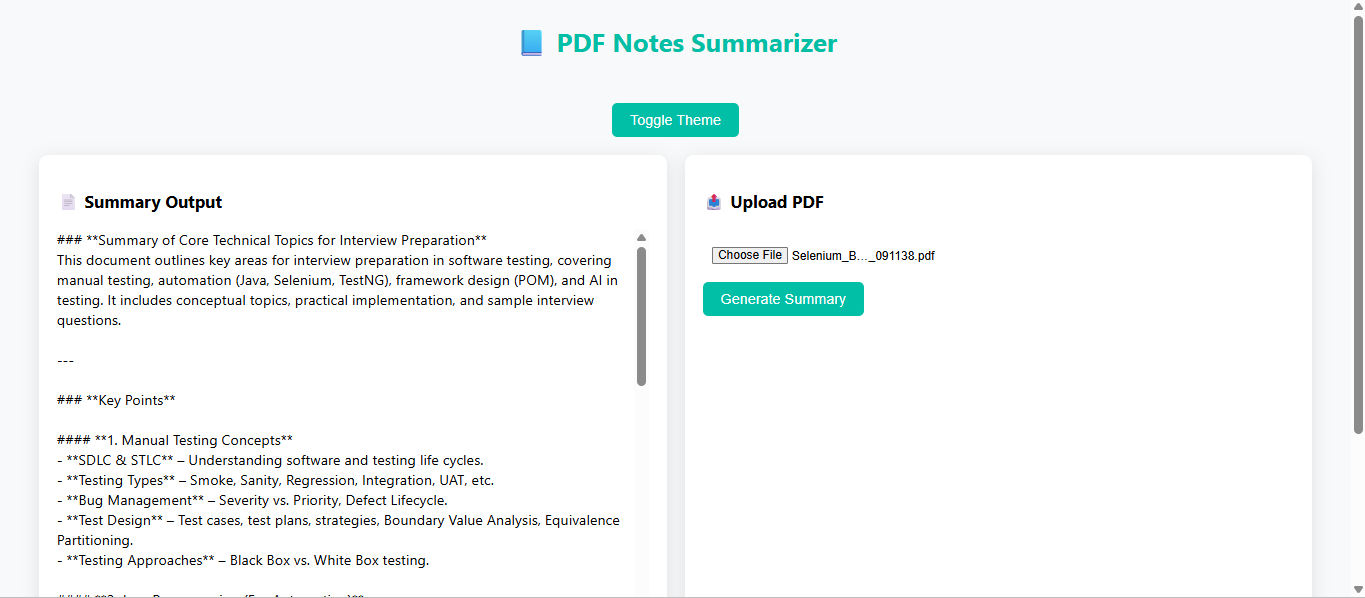 PDF Notes Summarizer
Toggle Theme
Summary Output
### **Summary of Core Technical Topics for Interview Preparation**
This document outlines key areas for interview preparation in software testing, covering
manual testing, automation (Java, Selenium, TestNG), framework design (POM), and AI in
testing. It includes conceptual topics, practical implementation, and sample interview
questions.
---
### **Key Points**
#### **1. Manual Testing Concepts**
- **SDLC & STLC** – Understanding software and testing life cycles.
- **Testing Types** – Smoke, Sanity, Regression, Integration, UAT, etc.
- **Bug Management** – Severity vs. Priority, Defect Lifecycle.
- **Test Design** – Test cases, test plans, strategies, Boundary Value Analysis, Equivalence
Partitioning.
- **Testing Approaches** – Black Box vs. White Box testing.
Upload PDF
Choose File Selenium_B…_091138.pdf
Generate Summary